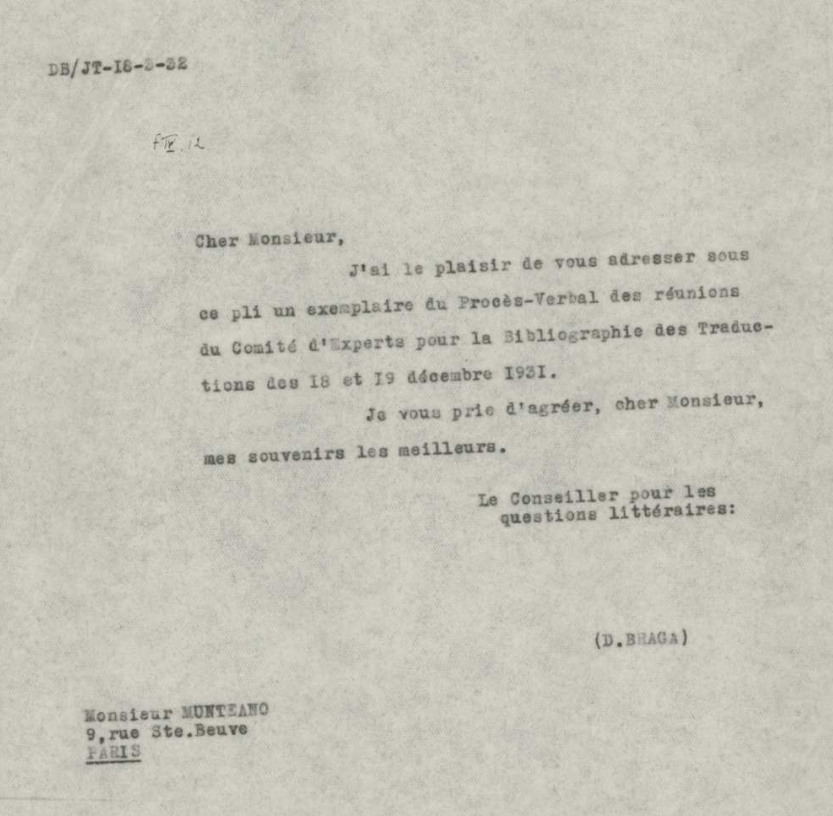 DB/JT-I8-3-32
F IV. 12
Cher Monsieur,
J'ai le plaisir de vous adresser sous
ce pli un exemplaire du Procès-Verbal des réunions
du Comité d'Experts pour la Bibliographie des Traduc-
tions des I8 et I9 décembre I93I.
Je vous prie d'agréer, cher Monsieur,
mes souvenirs les meilleurs.
Le Conseiller pour les
questions littéraires:
(D.BRAGA)
Monsieur MUNTEANO
9,rue Ste.Beuve
PARIS